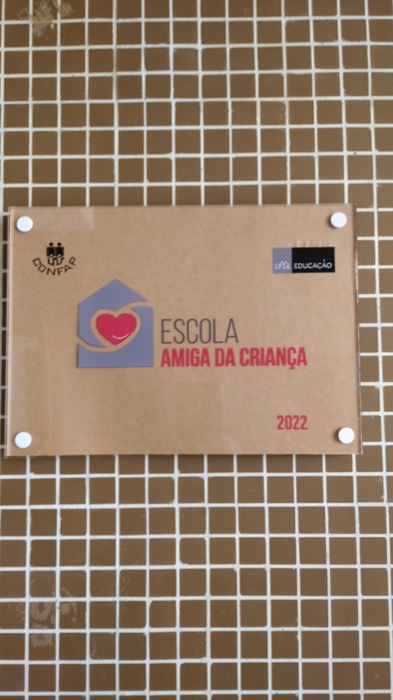 CONFAP
LeYa EDUCAÇÃO
ESCOLA
AMIGA DA CRIANÇA
2022